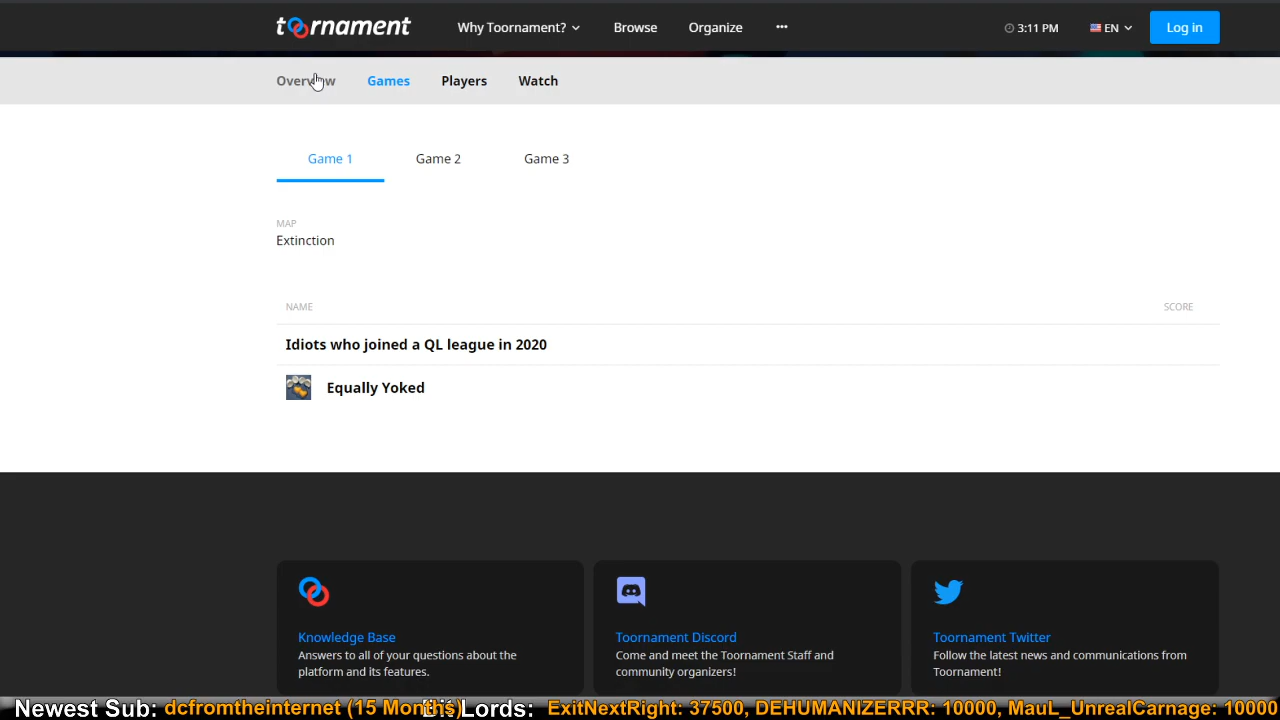 toornament Why Toornament? Browse Organize ••• 3:11 PM EN Log in
Overview Games Players Watch
Game 1 Game 2 Game 3
MAP
Extinction
NAME SCORE
Idiots who joined a QL league in 2020
Equally Yoked
Knowledge Base
Answers to all of your questions about the
platform and its features.
Toornament Discord
Come and meet the Toornament Staff and
community organizers!
Toornament Twitter
Follow the latest news and communications from
Toornament!
Newest Sub: dcfromtheinternet (15 Months) Lords: ExitNextRight: 37500, DEHUMANIZERRR: 10000, MauL_UnrealCarnage: 10000